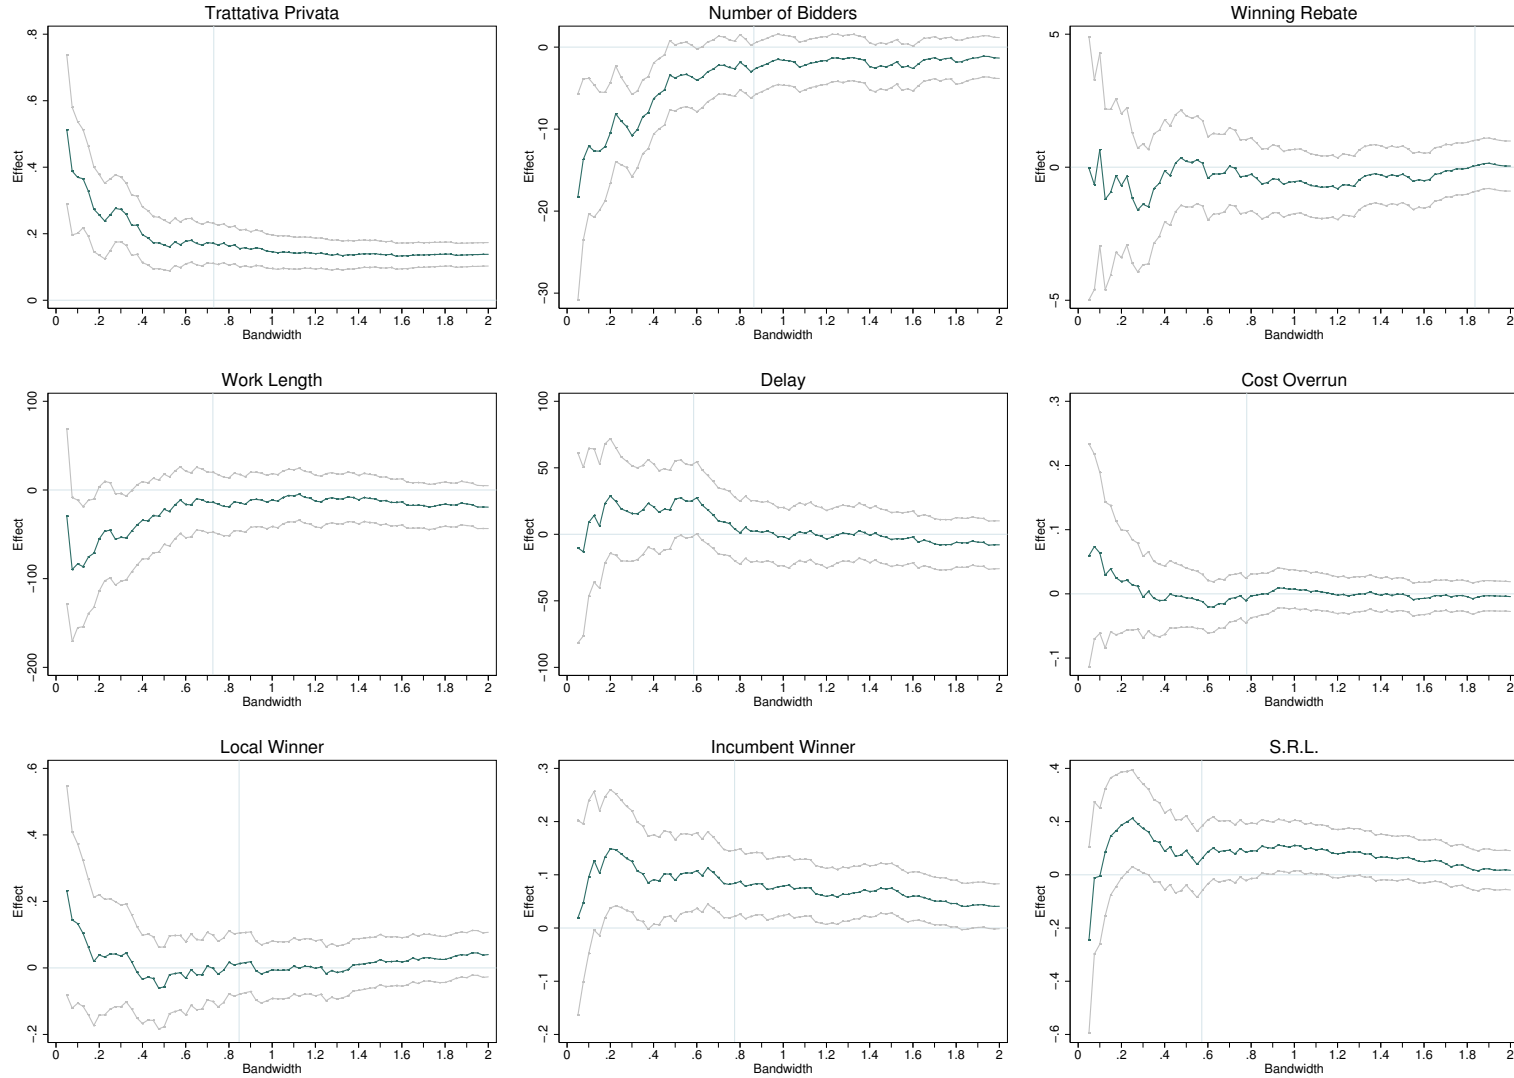 Trattativa Privata
Effect
.8
.6
.4
.2
0
0 .2 .4 .6 .8 1 1.2 1.4 1.6 1.8 2
Bandwidth
Number of Bidders
Effect
0
−10
−20
−30
0 .2 .4 .6 .8 1 1.2 1.4 1.6 1.8 2
Bandwidth
Winning Rebate
Effect
5
0
−5
0 .2 .4 .6 .8 1 1.2 1.4 1.6 1.8 2
Bandwidth
Work Length
Effect
100
0
−100
−200
0 .2 .4 .6 .8 1 1.2 1.4 1.6 1.8 2
Bandwidth
Delay
Effect
100
50
0
−50
−100
0 .2 .4 .6 .8 1 1.2 1.4 1.6 1.8 2
Bandwidth
Cost Overrun
Effect
.3
.2
.1
0
−.1
0 .2 .4 .6 .8 1 1.2 1.4 1.6 1.8 2
Bandwidth
Local Winner
Effect
.6
.4
.2
0
−.2
0 .2 .4 .6 .8 1 1.2 1.4 1.6 1.8 2
Bandwidth
Incumbent Winner
Effect
.3
.2
.1
0
−.1
−.2
0 .2 .4 .6 .8 1 1.2 1.4 1.6 1.8 2
Bandwidth
S.R.L.
Effect
.4
.2
0
−.2
−.4
−.6
0 .2 .4 .6 .8 1 1.2 1.4 1.6 1.8 2
Bandwidth